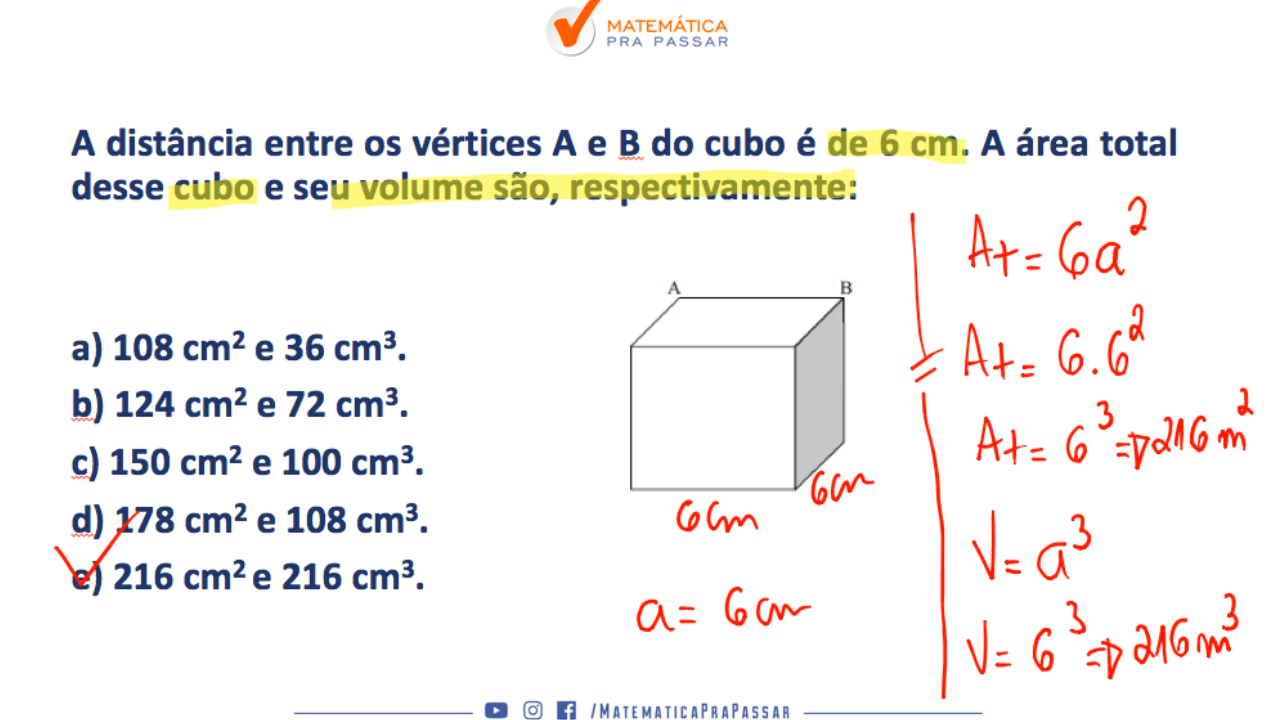 MATEMÁTICA
PRA PASSAR
A distância entre os vértices A e B do cubo é de 6 cm. A área total
desse cubo e seu volume são, respectivamente:
a) 108 cm² e 36 cm³.
b) 124 cm² e 72 cm³.
c) 150 cm² e 100 cm³.
d) 178 cm² e 108 cm³.
e) 216 cm² e 216 cm³.
A
B
6cm
6cm
a = 6cm
At = 6a²
At = 6.6²
At = 6³ ⇒ 216 m²
V = a³
V = 6³ ⇒ 216 m³
/MatematicaPraPassar